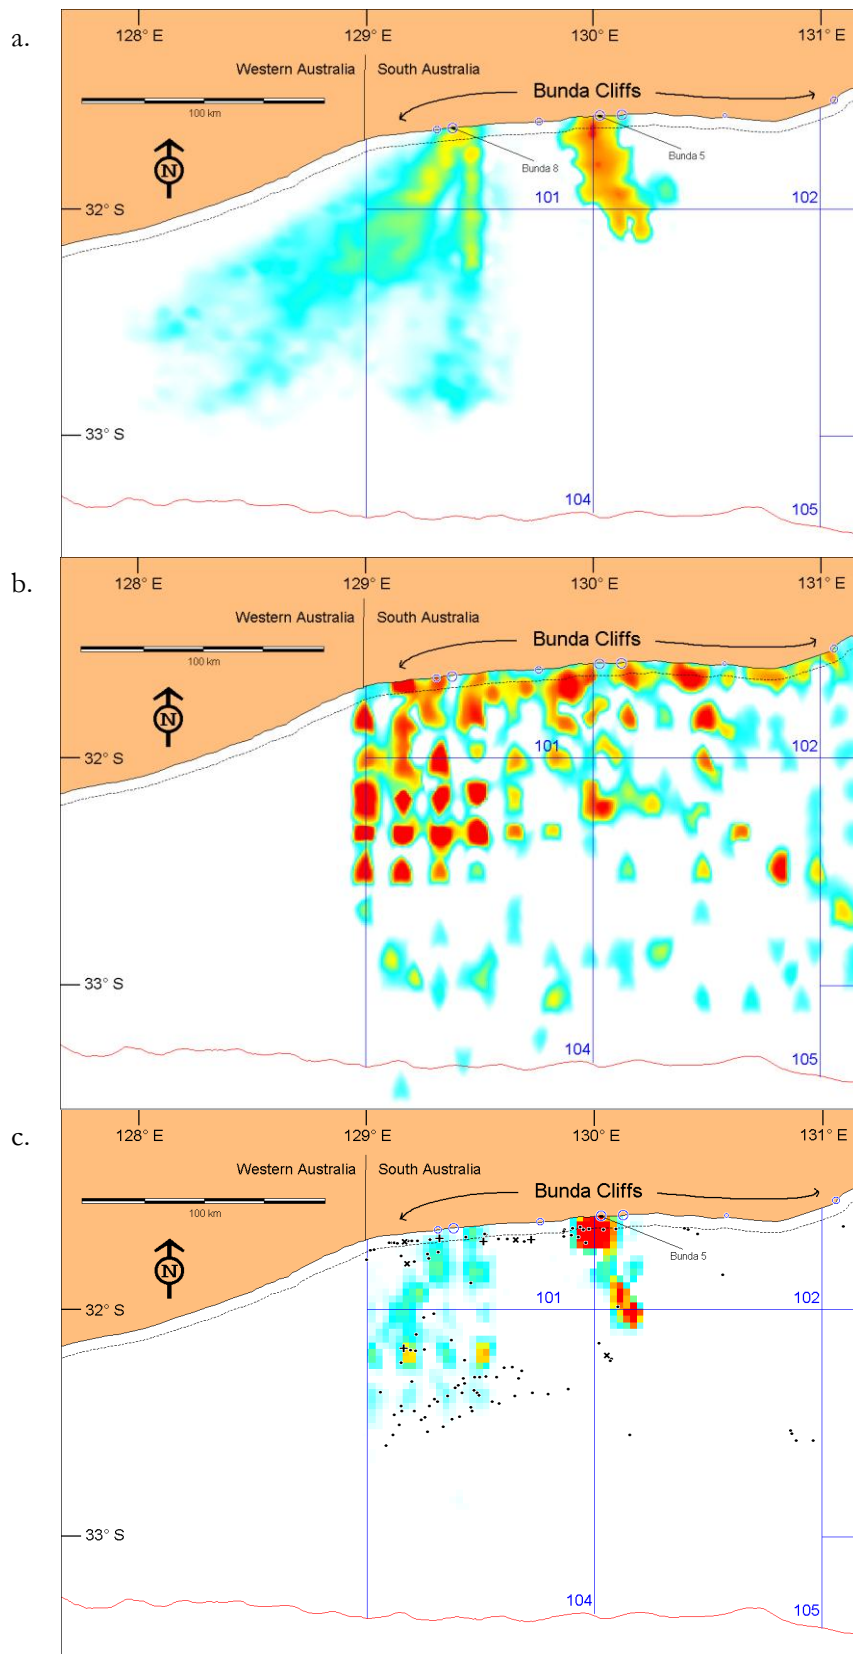 a.
128° E
129° E
130° E
131° E
Western Australia
South Australia
Bunda Cliffs
100 km
N
Bunda 8
Bunda 5
32° S
101
102
33° S
104
105
b.
128° E
129° E
130° E
131° E
Western Australia
South Australia
Bunda Cliffs
100 km
N
32° S
101
102
33° S
104
105
c.
128° E
129° E
130° E
131° E
Western Australia
South Australia
Bunda Cliffs
100 km
N
Bunda 5
32° S
101
102
33° S
104
105